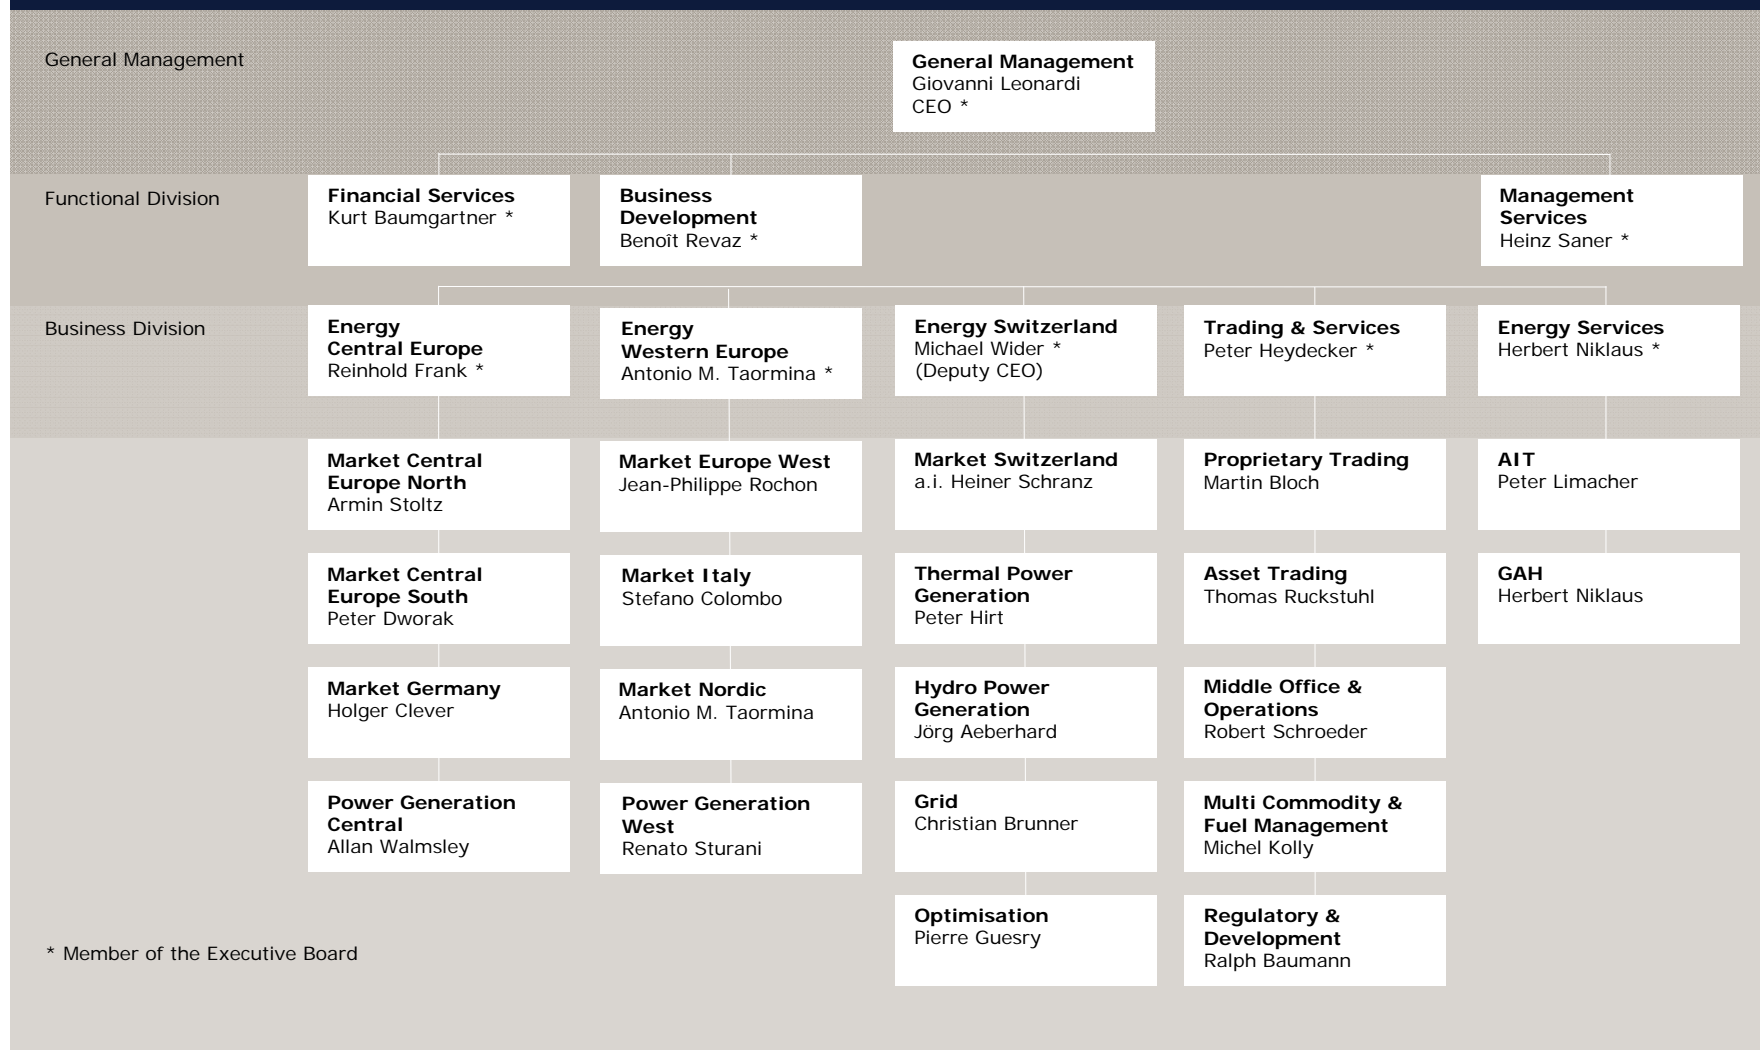 General Management
General Management
Giovanni Leonardi
CEO *
Functional Division
Financial Services
Kurt Baumgartner *
Business
Development
Benoît Revaz *
Management
Services
Heinz Saner *
Business Division
Energy
Central Europe
Reinhold Frank *
Energy
Western Europe
Antonio M. Taormina *
Energy Switzerland
Michael Wider *
(Deputy CEO)
Trading & Services
Peter Heydecker *
Energy Services
Herbert Niklaus *
Market Central
Europe North
Armin Stoltz
Market Europe West
Jean-Philippe Rochon
Market Switzerland
a.i. Heiner Schranz
Proprietary Trading
Martin Bloch
AIT
Peter Limacher
Market Central
Europe South
Peter Dworak
Market Italy
Stefano Colombo
Thermal Power
Generation
Peter Hirt
Asset Trading
Thomas Ruckstuhl
GAH
Herbert Niklaus
Market Germany
Holger Clever
Market Nordic
Antonio M. Taormina
Hydro Power
Generation
Jörg Aeberhard
Middle Office &
Operations
Robert Schroeder
Power Generation
Central
Allan Walmsley
Power Generation
West
Renato Sturani
Grid
Christian Brunner
Multi Commodity &
Fuel Management
Michel Kolly
Optimisation
Pierre Guesry
Regulatory &
Development
Ralph Baumann
* Member of the Executive Board